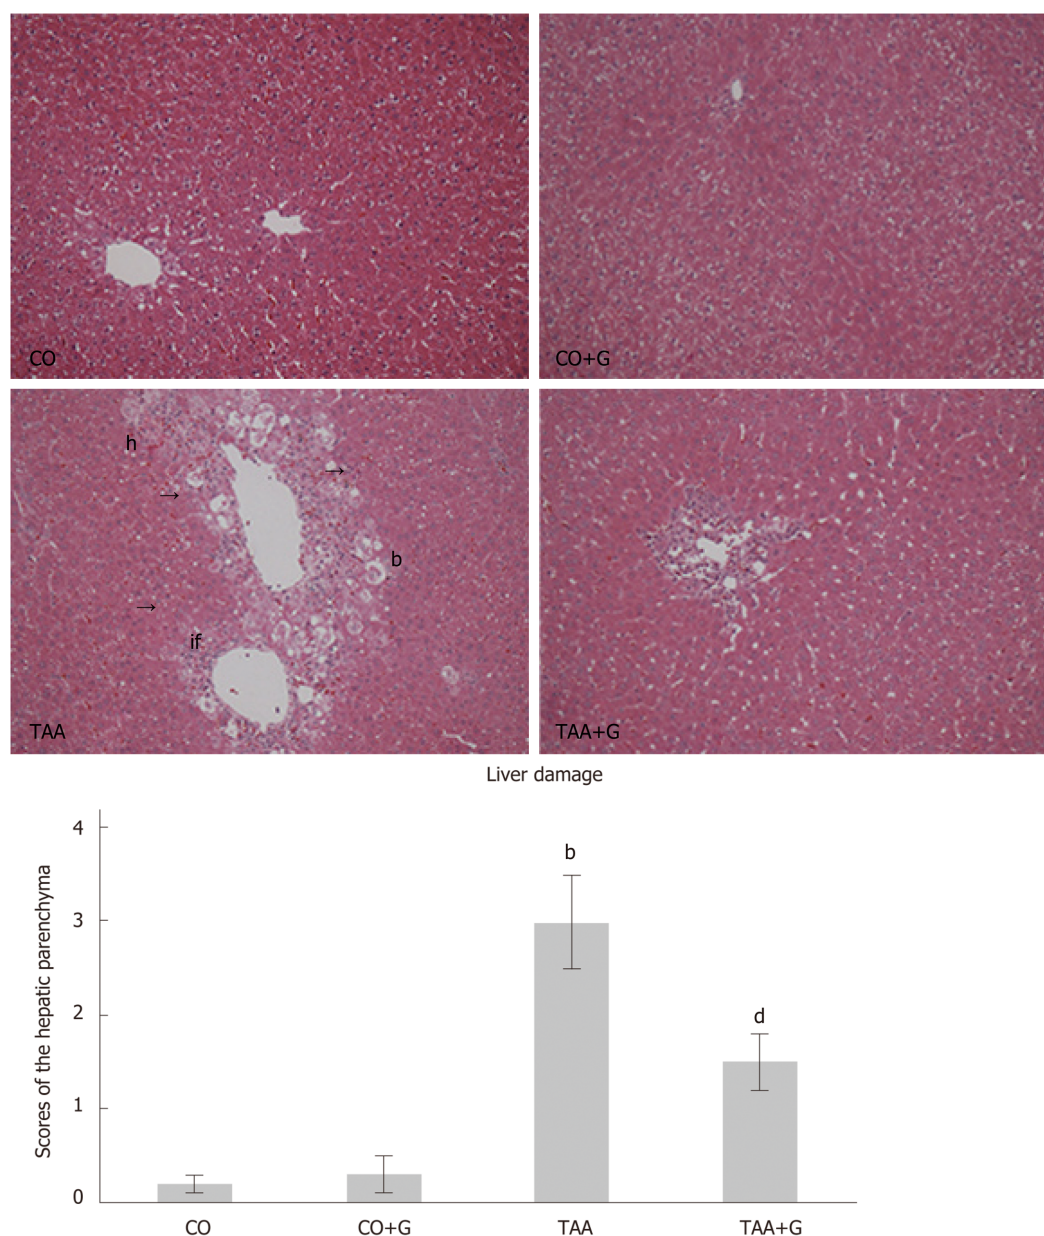 CO
CO+G
h
→
→
b
→
if
TAA
TAA+G
Liver damage
Scores of the hepatic parenchyma
4
3
2
1
0
b
d
CO
CO+G
TAA
TAA+G